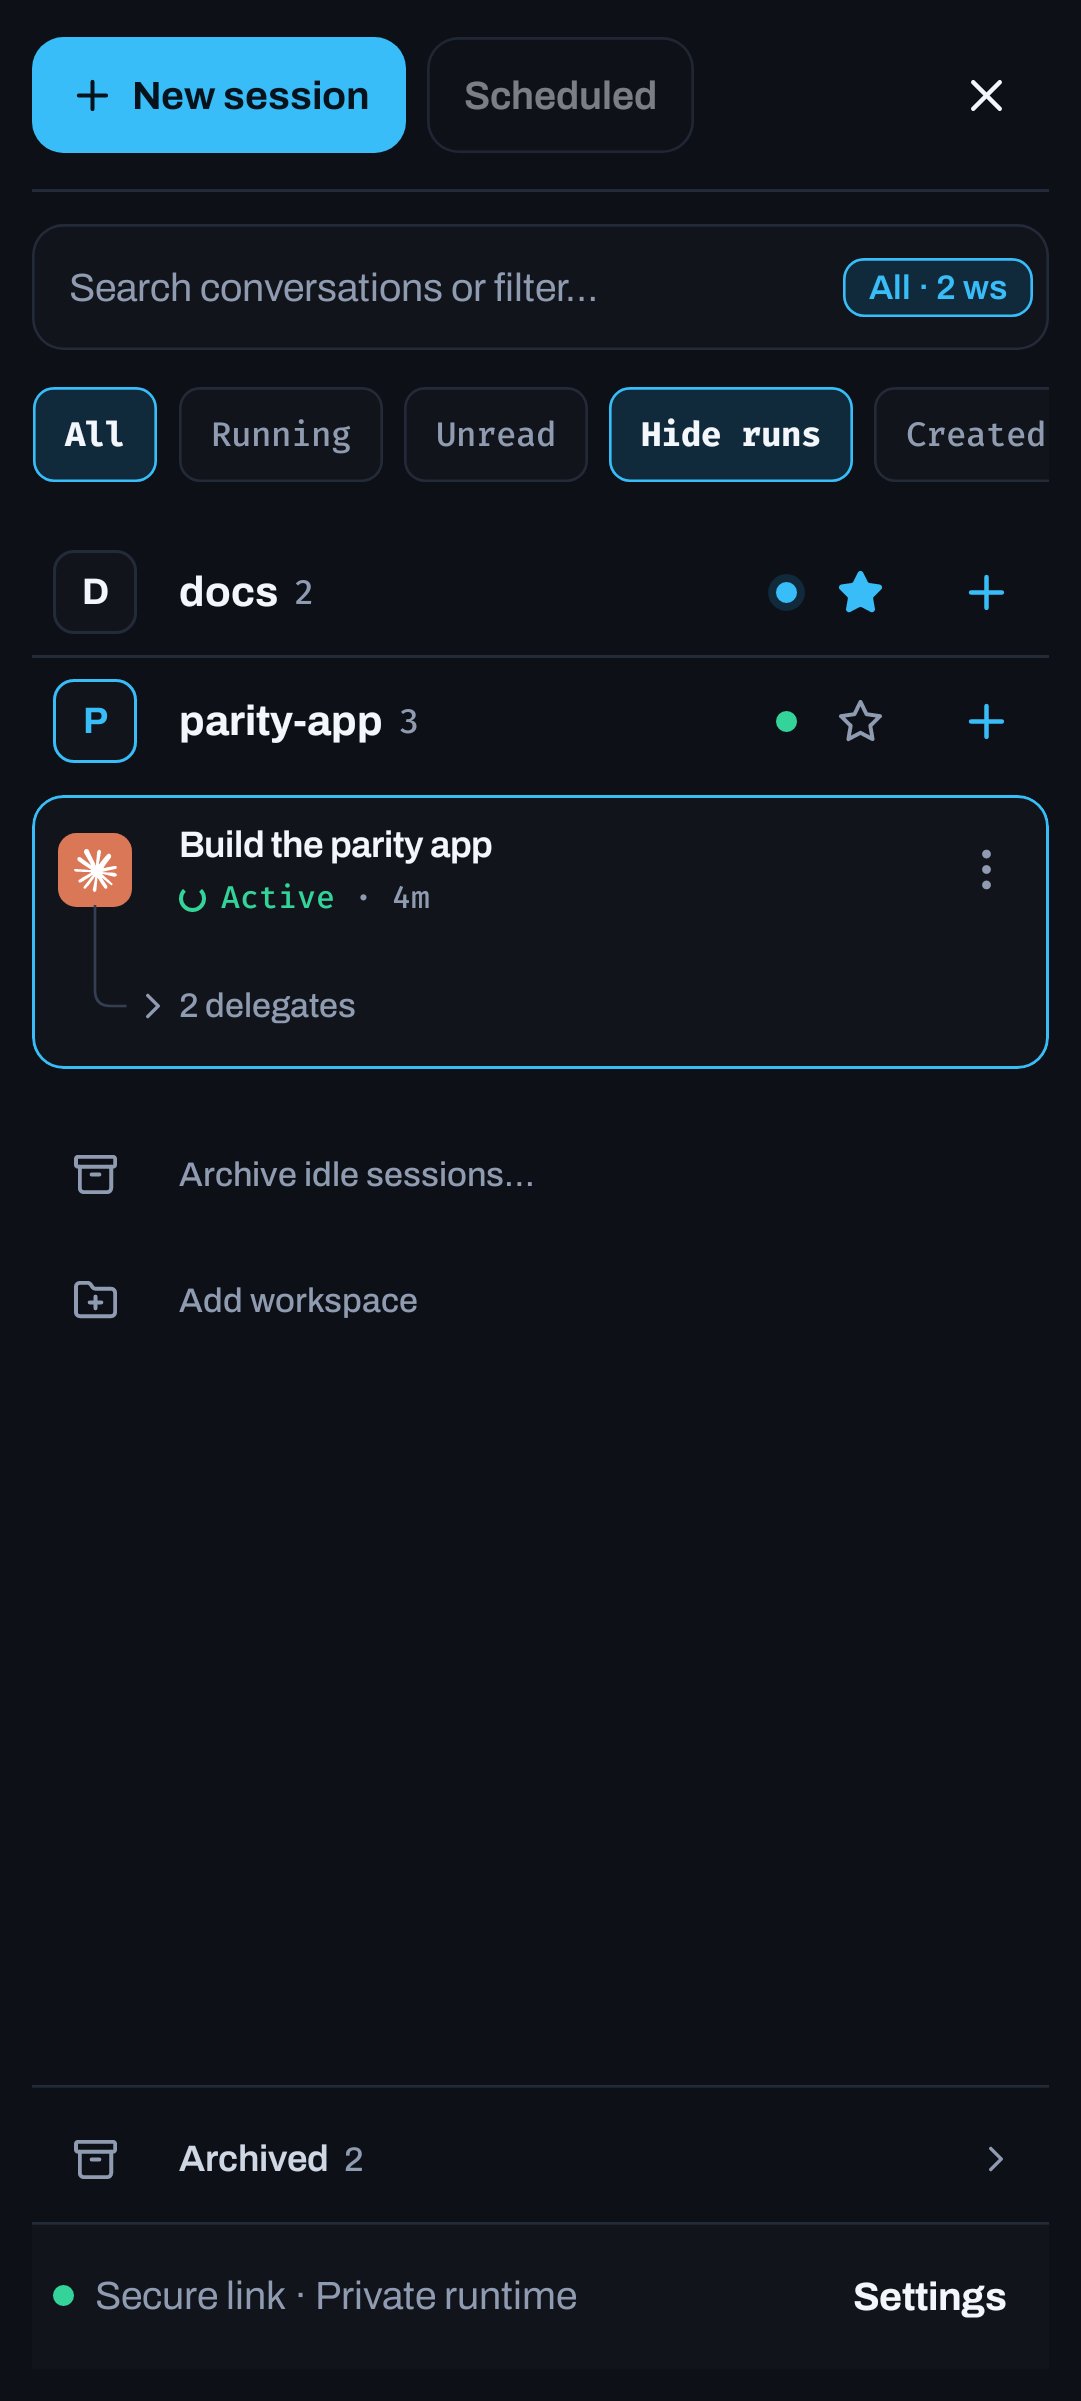 New session
Scheduled
Search conversations or filter...
All · 2 ws
All
Running
Unread
Hide runs
Created
D
docs 2
P
parity-app 3
Build the parity app
Active · 4m
2 delegates
Archive idle sessions...
Add workspace
Archived 2
Secure link · Private runtime
Settings